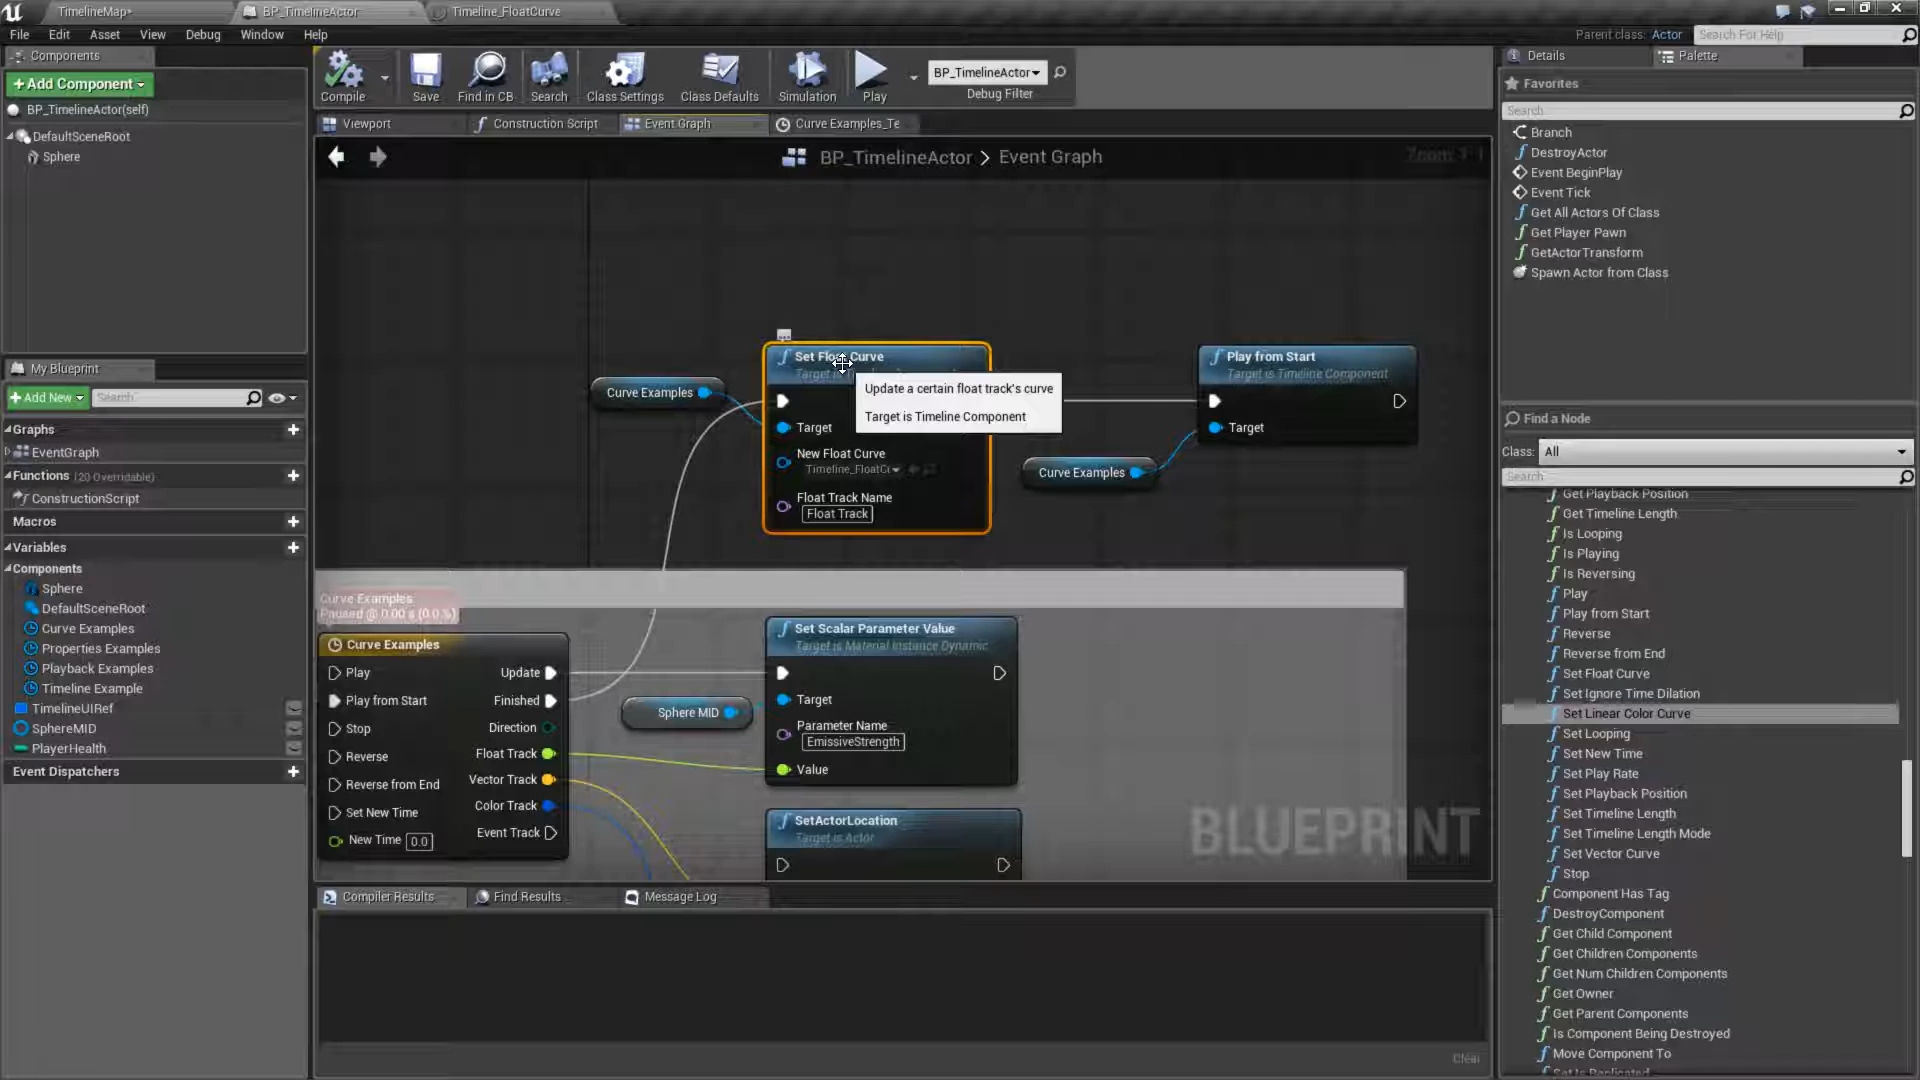 TimelineMap*
BP_TimelineActor
Timeline_FloatCurve
File Edit Asset View Debug Window Help
Parent class: Actor
Search For Help
Components
+Add Component
BP_TimelineActor(self)
DefaultSceneRoot
Sphere
Compile
Save
Find in CB
Search
Class Settings
Class Defaults
Simulation
Play
BP_TimelineActor
Debug Filter
Viewport
Construction Script
Event Graph
Curve Examples_Te
BP_TimelineActor > Event Graph
Zoom 1:1
Curve Examples
Set Float Curve
Update a certain float track's curve
Target is Timeline Component
Target
New Float Curve
Timeline_FloatCu
Float Track Name
Float Track
Curve Examples
Play from Start
Target is Timeline Component
Target
Curve Examples
Paused @ 0.00 s (0.0 %)
Curve Examples
Play
Play from Start
Stop
Reverse
Reverse from End
Set New Time
New Time 0.0
Update
Finished
Direction
Float Track
Vector Track
Color Track
Event Track
Sphere MID
Set Scalar Parameter Value
Target is Material Instance Dynamic
Target
Parameter Name
EmissiveStrength
Value
SetActorLocation
Target is Actor
BLUEPRINT
My Blueprint
+Add New
Search
Graphs
EventGraph
Functions (20 Overridable)
ConstructionScript
Macros
Variables
Components
Sphere
DefaultSceneRoot
Curve Examples
Properties Examples
Playback Examples
Timeline Example
TimelineUIRef
SphereMID
PlayerHealth
Event Dispatchers
Compiler Results
Find Results
Message Log
Clear
Details
Palette
Favorites
Search
Branch
DestroyActor
Event BeginPlay
Event Tick
Get All Actors Of Class
Get Player Pawn
GetActorTransform
Spawn Actor from Class
Find a Node
Class: All
Search
Get Playback Position
Get Timeline Length
Is Looping
Is Playing
Is Reversing
Play
Play from Start
Reverse
Reverse from End
Set Float Curve
Set Ignore Time Dilation
Set Linear Color Curve
Set Looping
Set New Time
Set Play Rate
Set Playback Position
Set Timeline Length
Set Timeline Length Mode
Set Vector Curve
Stop
Component Has Tag
DestroyComponent
Get Child Component
Get Children Components
Get Num Children Components
Get Owner
Get Parent Components
Is Component Being Destroyed
Move Component To
Set Is Replicated